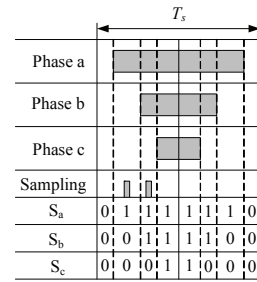 Ts
Phase a
Phase b
Phase c
Sampling
Sa 0 1 1 1 1 1 1 0
Sb 0 0 1 1 1 1 0 0
Sc 0 0 0 1 1 0 0 0